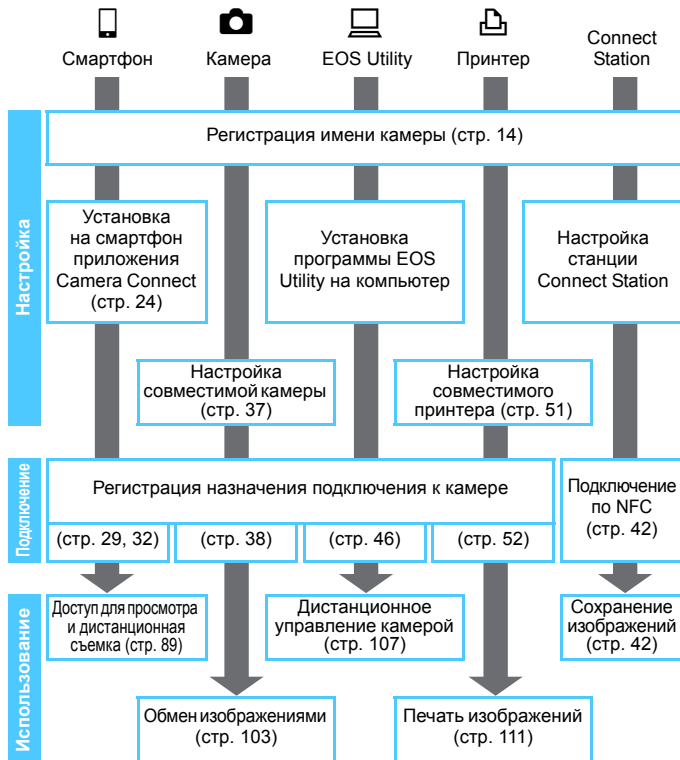 Смартфон
Камера
EOS Utility
Принтер
Connect
Station
Настройка
Регистрация имени камеры (стр. 14)
Установка
на смартфон
приложения
Camera Connect
(стр. 24)
Установка
программы EOS
Utility на компьютер
Настройка
станции
Connect Station
Настройка
совместимой камеры
(стр. 37)
Настройка
совместимого
принтера (стр. 51)
Подключение
Регистрация назначения подключения к камере
(стр. 29, 32)
(стр. 38)
(стр. 46)
(стр. 52)
Подключение
по NFC
(стр. 42)
Использование
Доступ для просмотра
и дистанционная
съемка (стр. 89)
Дистанционное
управление камерой
(стр. 107)
Сохранение
изображений
(стр. 42)
Обмен изображениями
(стр. 103)
Печать изображений
(стр. 111)